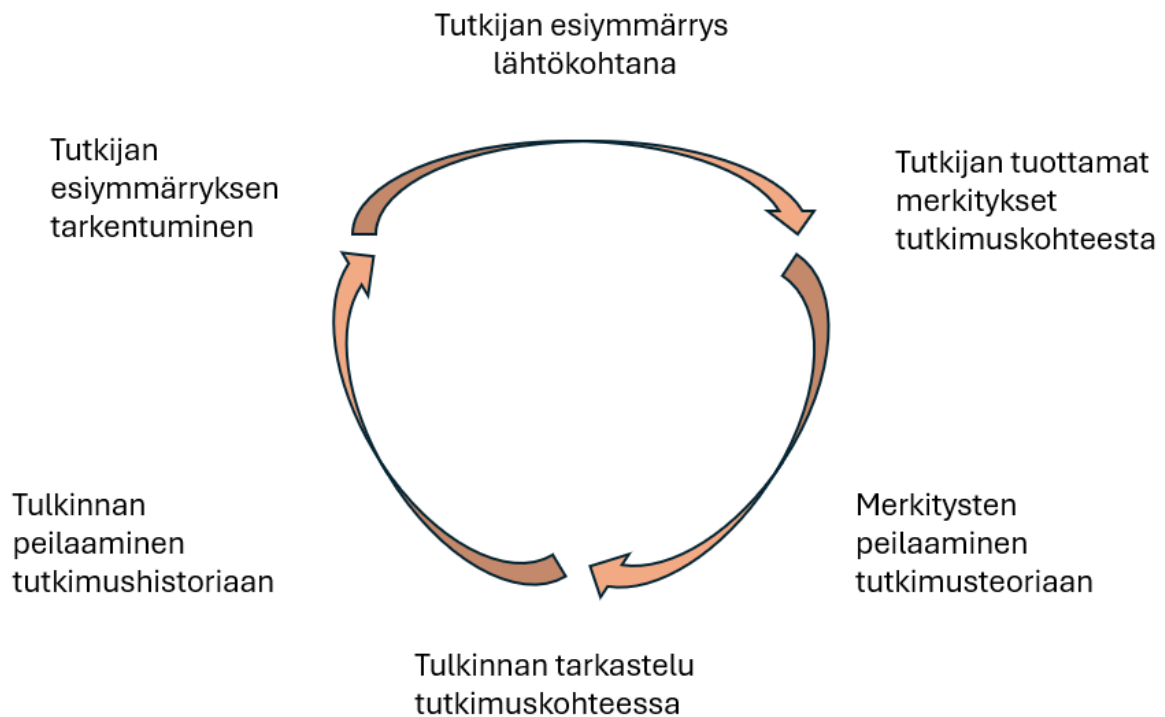 Tutkijan esiymmärrys
lähtökohtana
Tutkijan tuottamat
merkitykset
tutkimuskohteesta
Merkitysten
peilaaminen
tutkimusteoriaan
Tulkinnan tarkastelu
tutkimuskohteessa
Tulkinnan
peilaaminen
tutkimushistoriaan
Tutkijan
esiymmärryksen
tarkentuminen